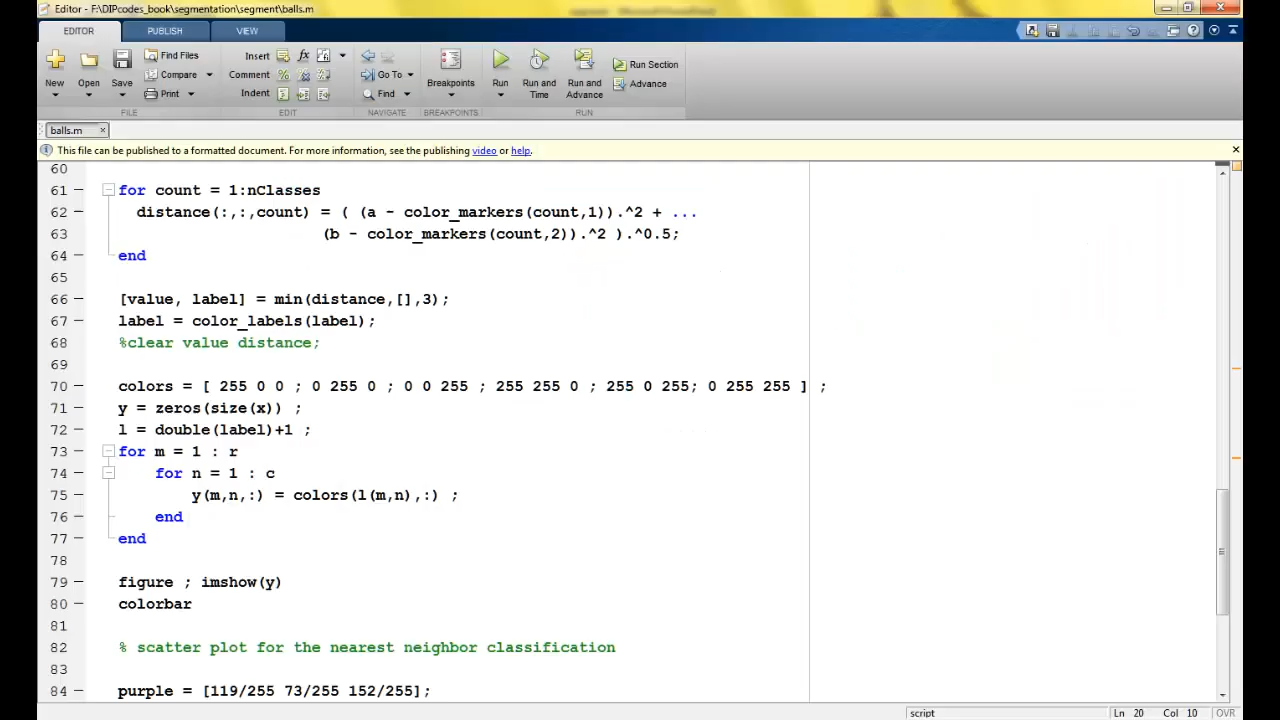 Editor - F:\DIPcodes_book\segmentation\segment\balls.m
EDITOR PUBLISH VIEW
New Open Save Find Files Compare Print Insert Comment Indent fx Go To Find Breakpoints Run Run and Time Run and Advance Run Section Advance
FILE EDIT NAVIGATE BREAKPOINTS RUN
balls.m ×
This file can be published to a formatted document. For more information, see the publishing video or help.
60
61 for count = 1:nClasses
62 distance(:,:,count) = ( (a - color_markers(count,1)).^2 + ...
63 (b - color_markers(count,2)).^2 ).^0.5;
64 end
65
66 [value, label] = min(distance,[],3);
67 label = color_labels(label);
68 %clear value distance;
69
70 colors = [ 255 0 0 ; 0 255 0 ; 0 0 255 ; 255 255 0 ; 255 0 255; 0 255 255 ] ;
71 y = zeros(size(x)) ;
72 l = double(label)+1 ;
73 for m = 1 : r
74 for n = 1 : c
75 y(m,n,:) = colors(l(m,n),:) ;
76 end
77 end
78
79 figure ; imshow(y)
80 colorbar
81
82 % scatter plot for the nearest neighbor classification
83
84 purple = [119/255 73/255 152/255];
script Ln 20 Col 10 OVR